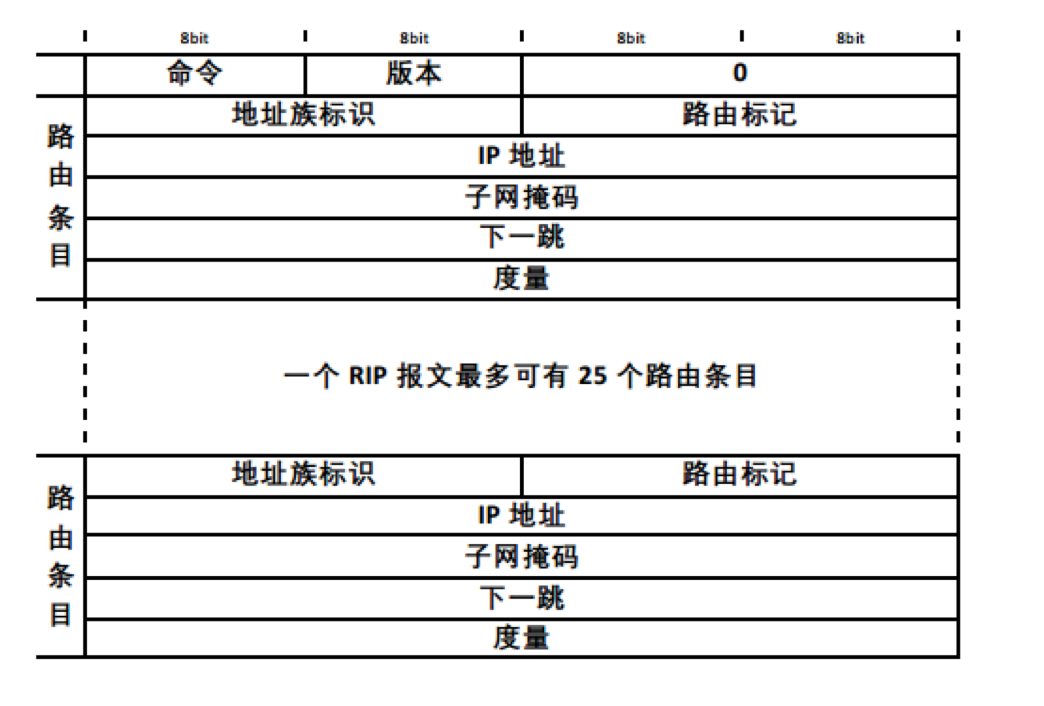 8bit 8bit 8bit 8bit
命令 版本 0
路由条目
地址族标识 路由标记
IP 地址
子网掩码
下一跳
度量
一个 RIP 报文最多可有 25 个路由条目
路由条目
地址族标识 路由标记
IP 地址
子网掩码
下一跳
度量